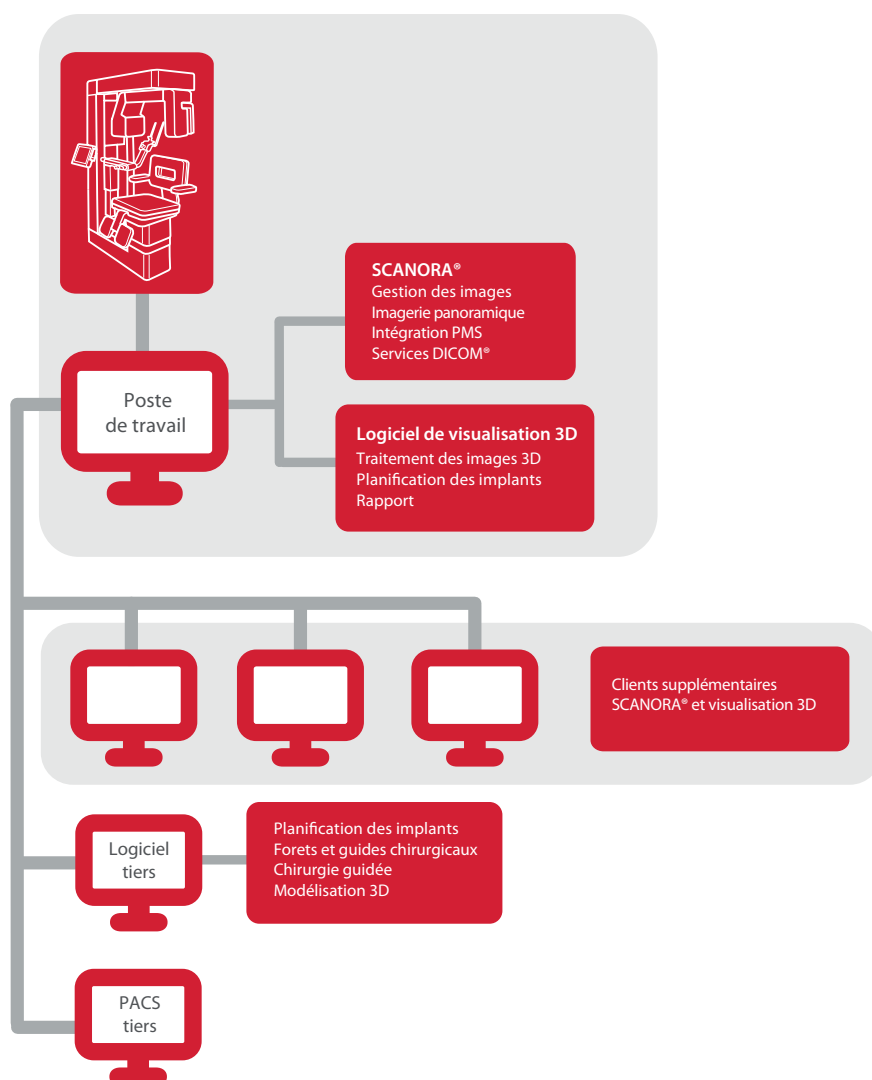 SCANORA®
Gestion des images
Imagerie panoramique
Intégration PMS
Services DICOM®
Poste
de travail
Logiciel de visualisation 3D
Traitement des images 3D
Planification des implants
Rapport
Clients supplémentaires
SCANORA® et visualisation 3D
Logiciel
tiers
Planification des implants
Forets et guides chirurgicaux
Chirurgie guidée
Modélisation 3D
PACS
tiers